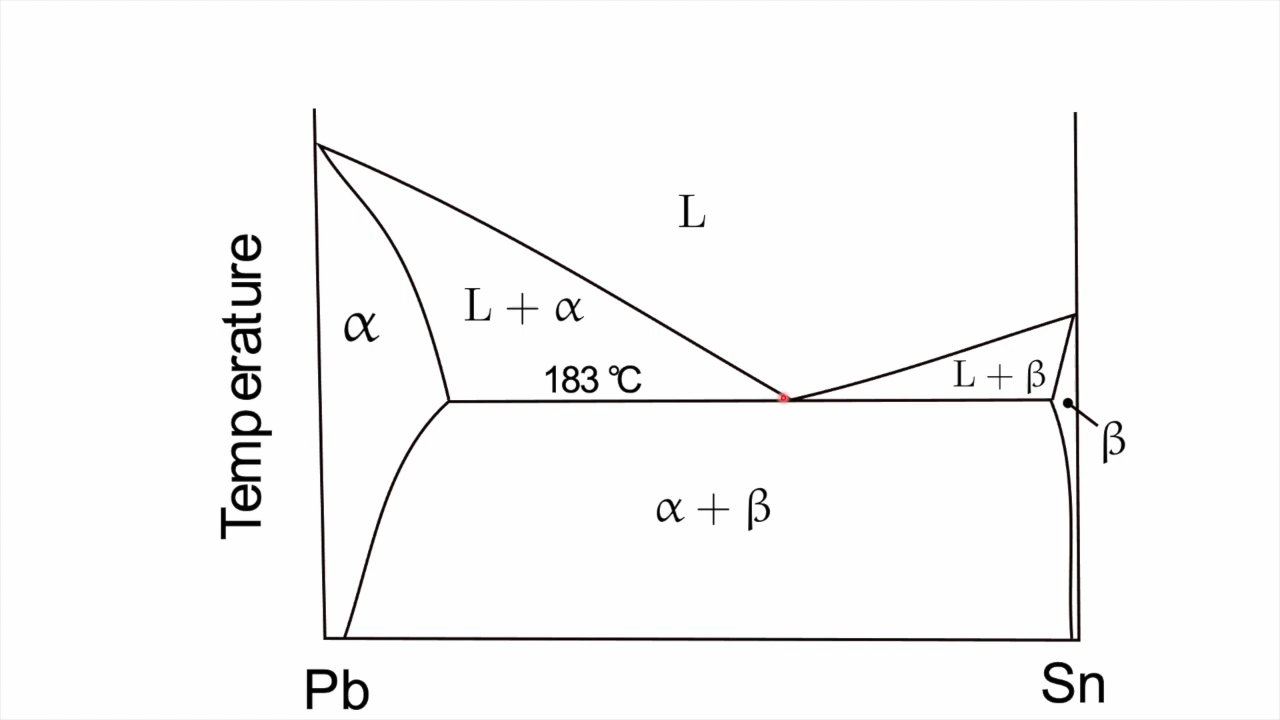 L
L + α
α
Temperature
183 °C
L + β
β
α + β
Pb
Sn